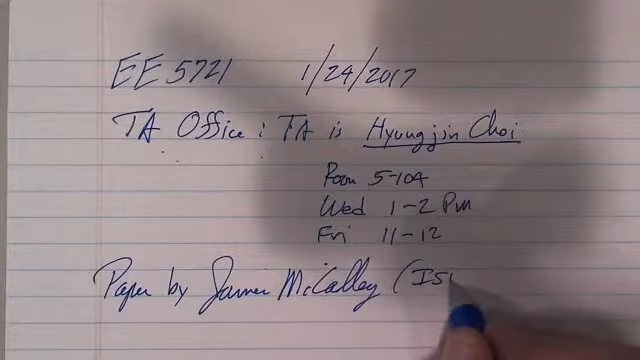 EE 5721 1/24/2017
TA Office : TA is Hyungjin Choi
Room 5-104
Wed 1-2 PM
Fri 11-12
Paper by James McCalley (IS